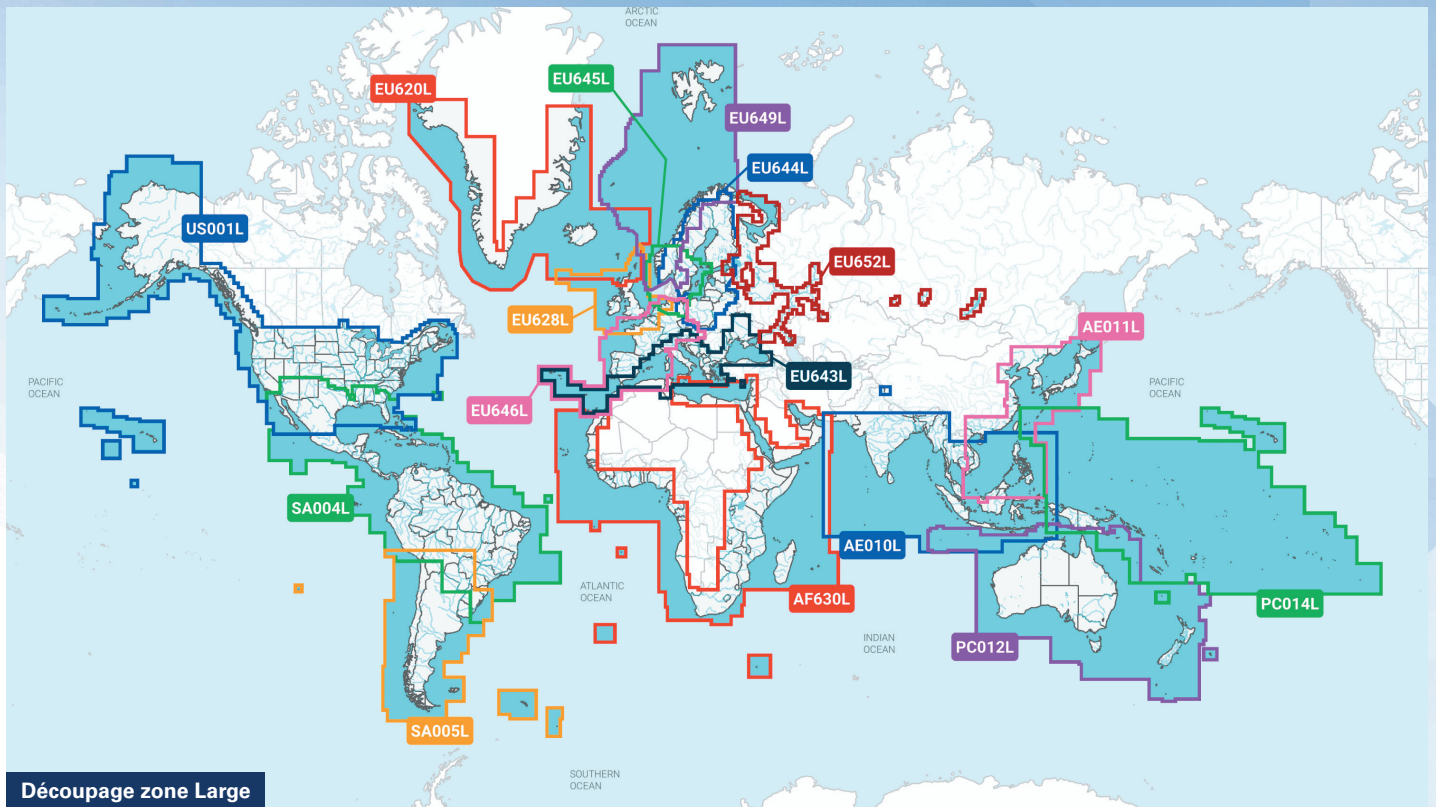 ARCTIC
OCEAN
EU645L
EU620L
EU649L
EU644L
US001L
EU652L
EU628L
AE011L
EU643L
PACIFIC
OCEAN
PACIFIC
OCEAN
EU646L
SA004L
AE010L
ATLANTIC
OCEAN
AF630L
PC014L
INDIAN
OCEAN
PC012L
SA005L
SOUTHERN
OCEAN
Découpage zone Large